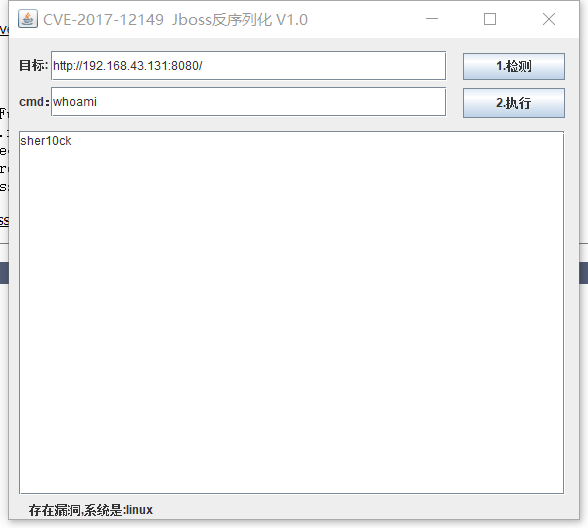 CVE-2017-12149 Jboss反序列化 V1.0
目标: http://192.168.43.131:8080/
1.检测
cmd: whoami
2.执行
sher10ck
存在漏洞,系统是:linux